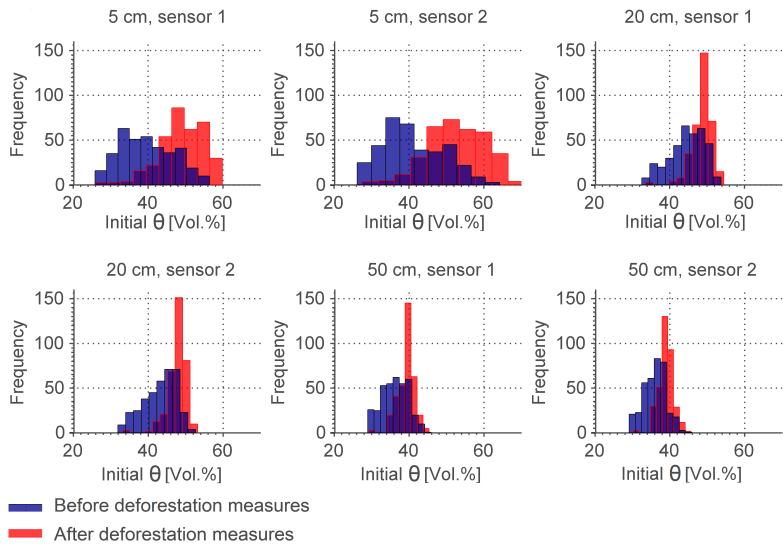 5 cm, sensor 1
5 cm, sensor 2
20 cm, sensor 1
Frequency
150
100
50
0
20
40
60
Initial θ [Vol.%]
Frequency
150
100
50
0
20
40
60
Initial θ [Vol.%]
Frequency
150
100
50
0
20
40
60
Initial θ [Vol.%]
20 cm, sensor 2
50 cm, sensor 1
50 cm, sensor 2
Frequency
150
100
50
0
20
40
60
Initial θ [Vol.%]
Frequency
150
100
50
0
20
40
60
Initial θ [Vol.%]
Frequency
150
100
50
0
20
40
60
Initial θ [Vol.%]
Before deforestation measures
After deforestation measures